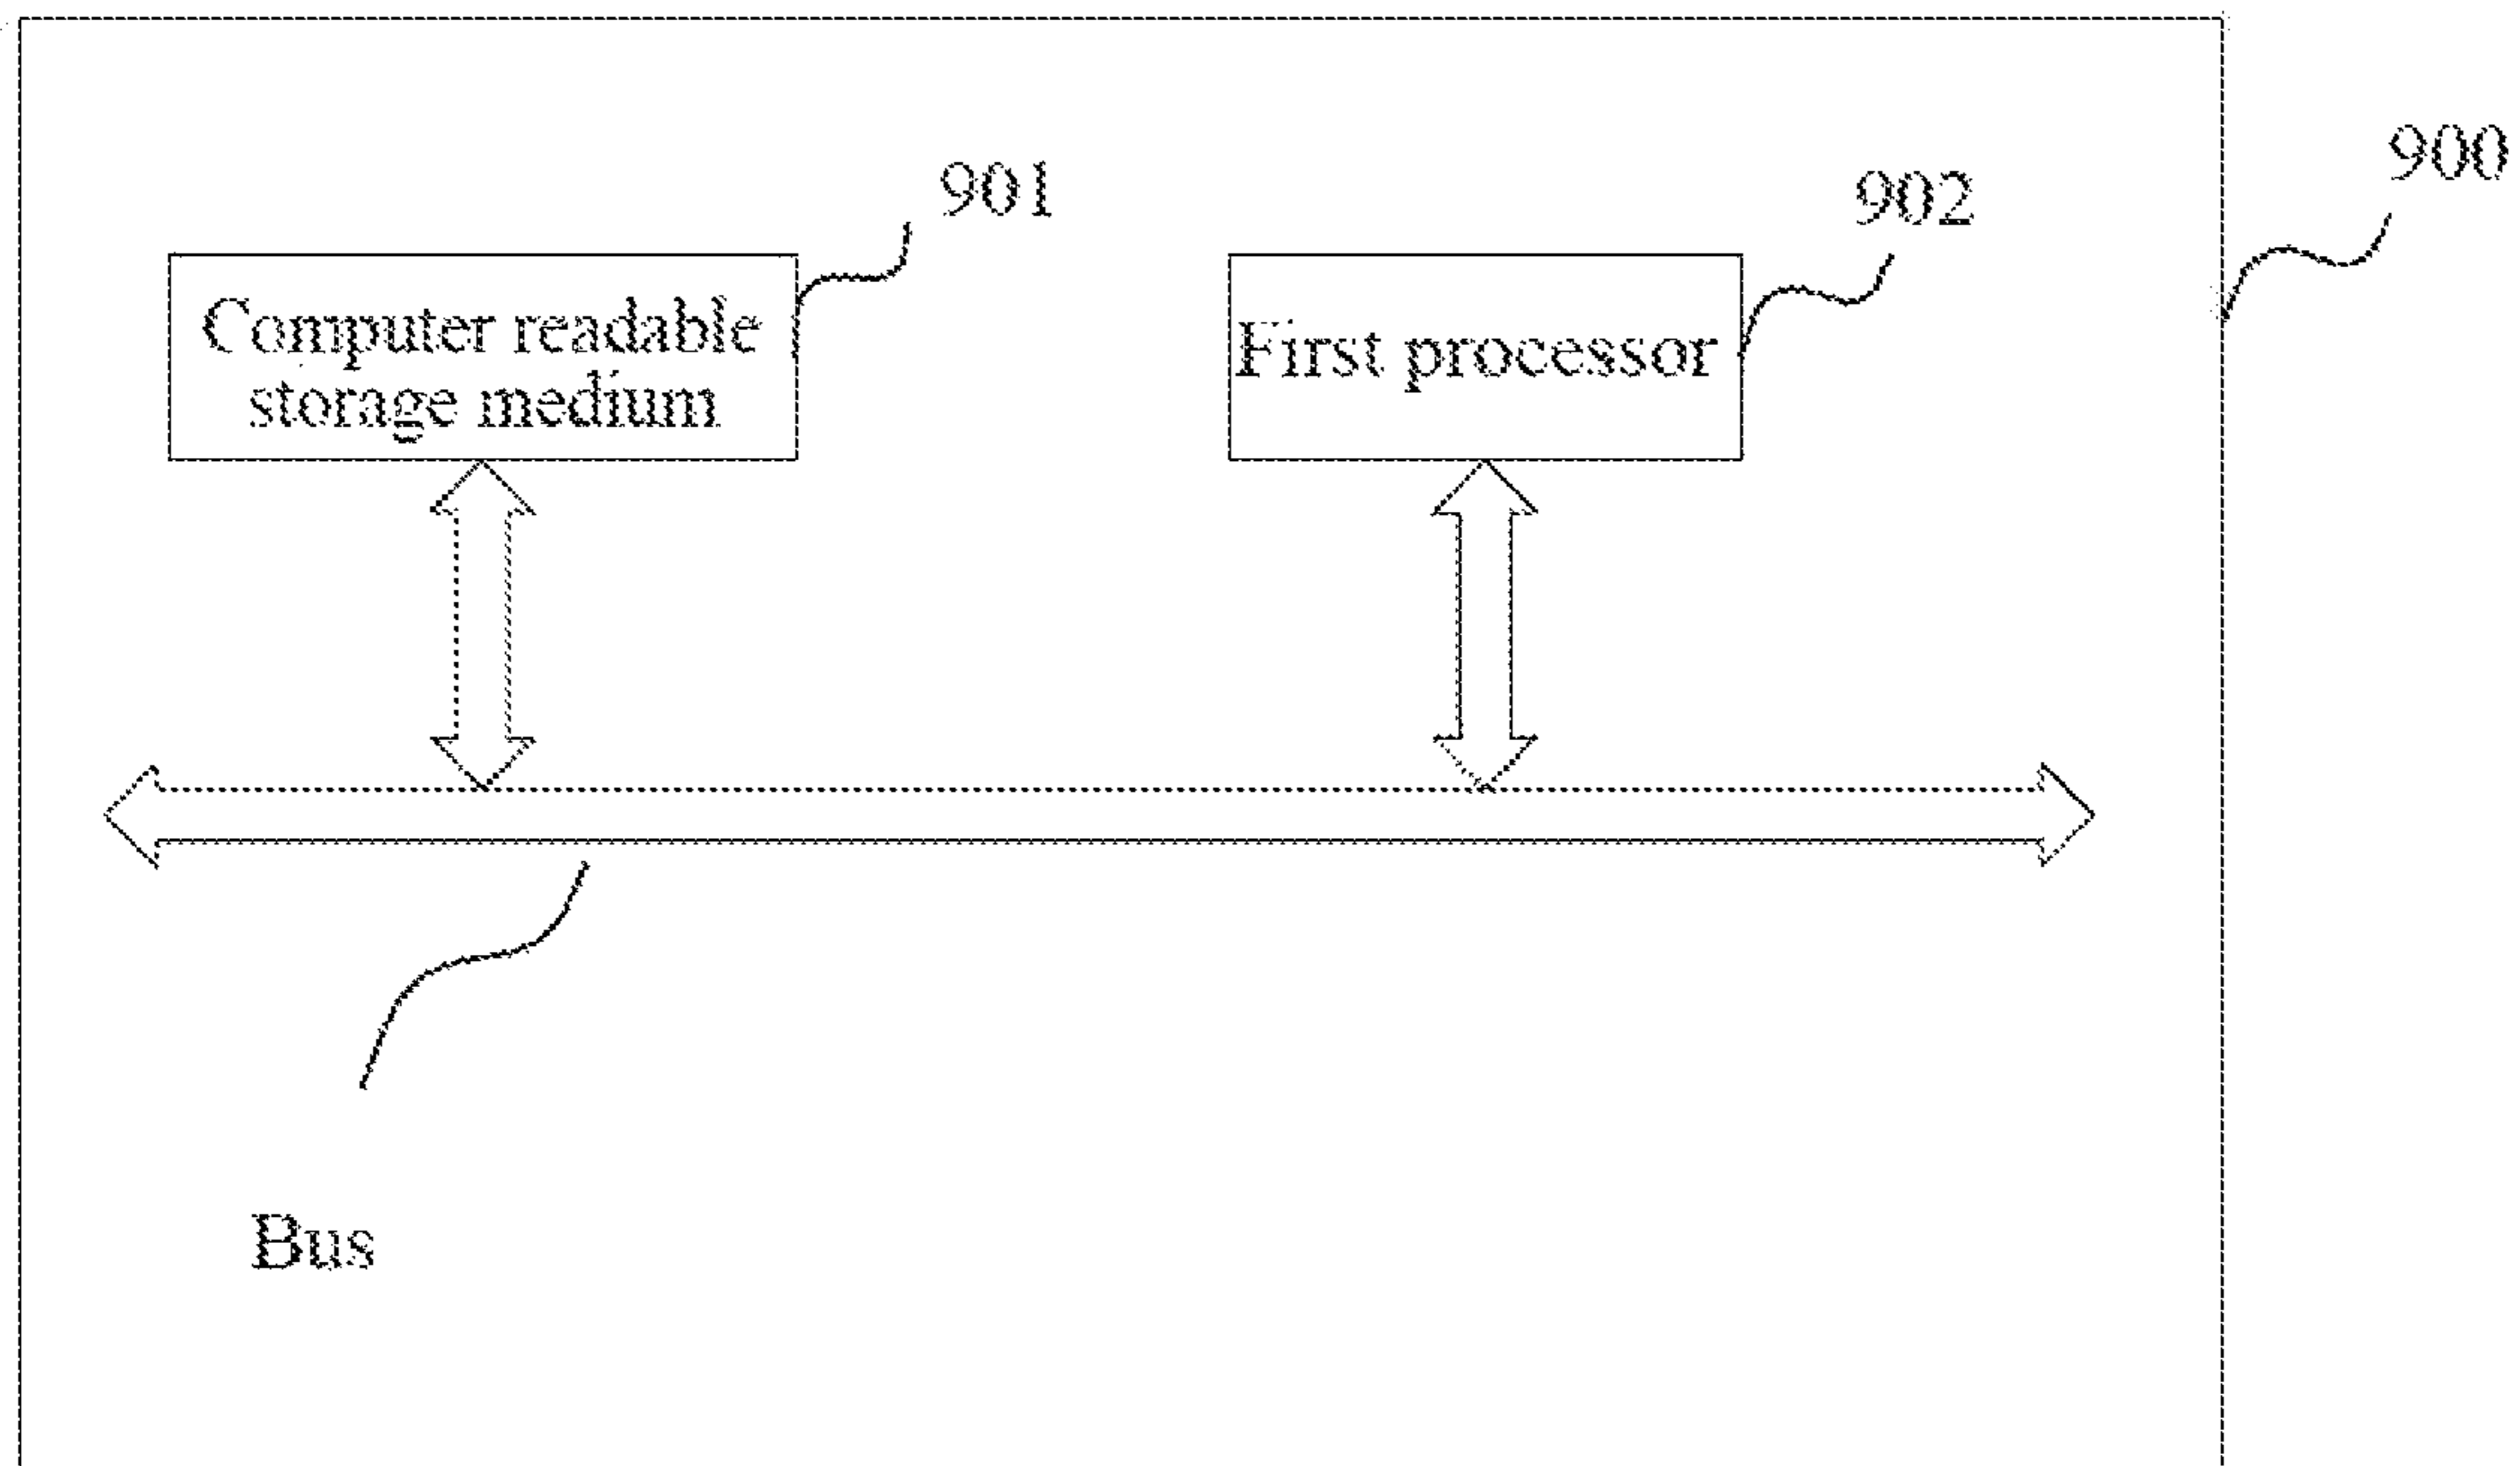 900
901
902
Computer readable
storage medium
First processor
Bus